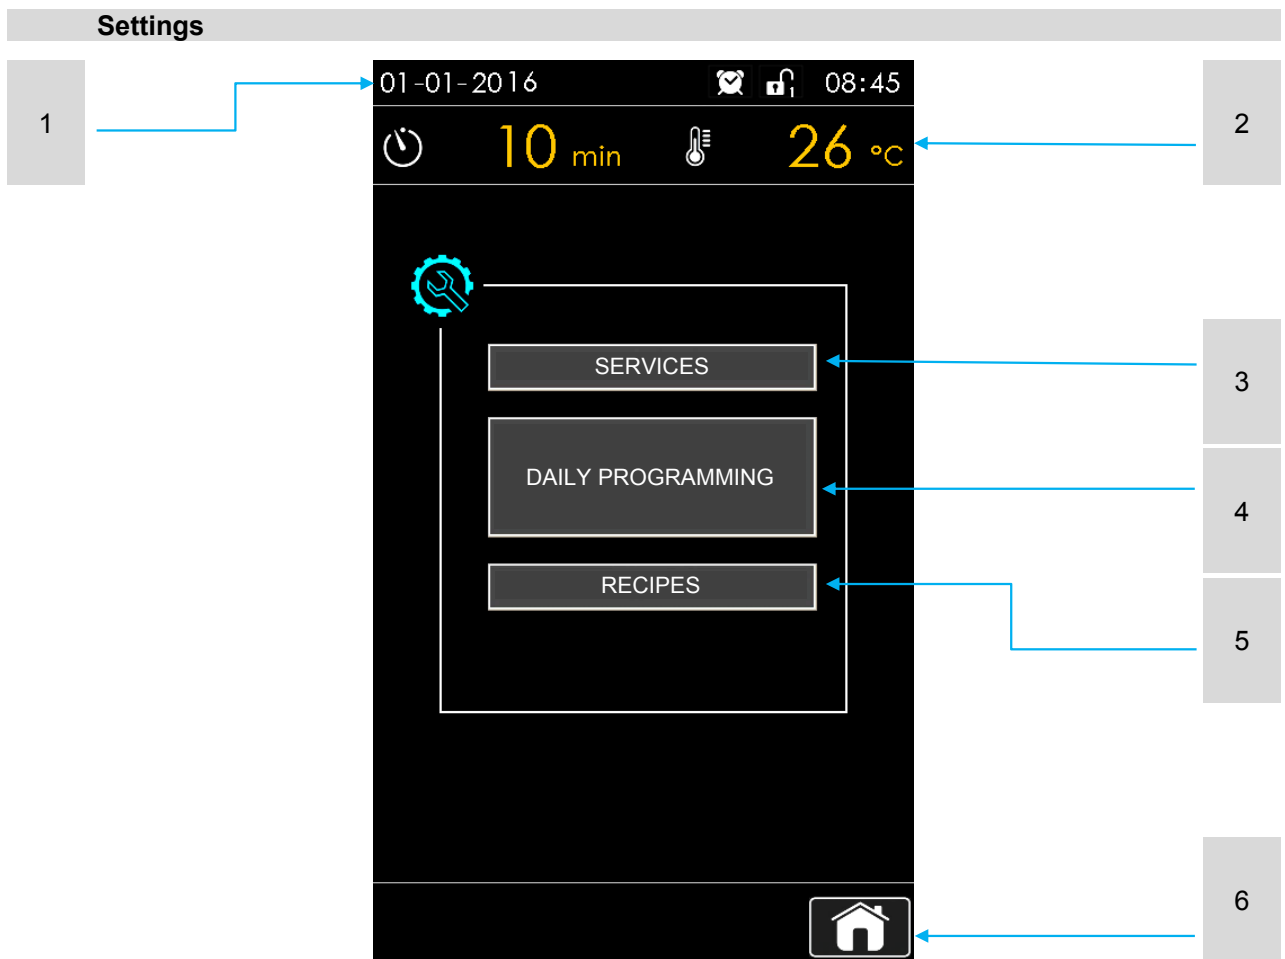 Settings
1
01-01-2016 1 08:45
2
10 min 26 °C
SERVICES
3
DAILY PROGRAMMING
4
RECIPES
5
6